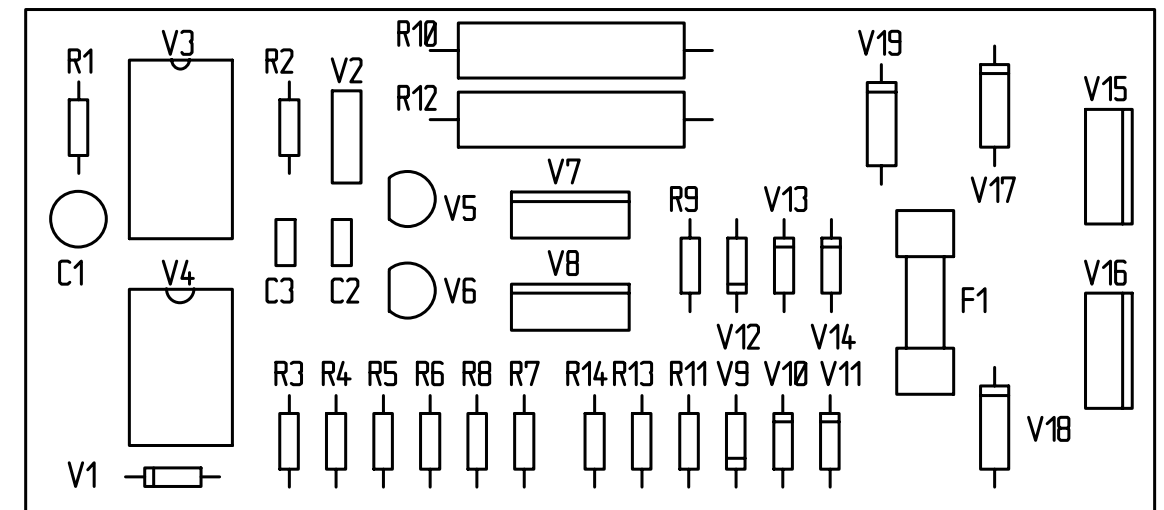 R10 V19
V3
R1 R2 V2
R12 V15
V7 V17
R9 V13
V5
C1 V4 V8 V16
C3 C2 V6 F1
V12 V14
R3 R4 R5 R6 R8 R7 R14 R13 R11 V9 V10 V11
V18
V1